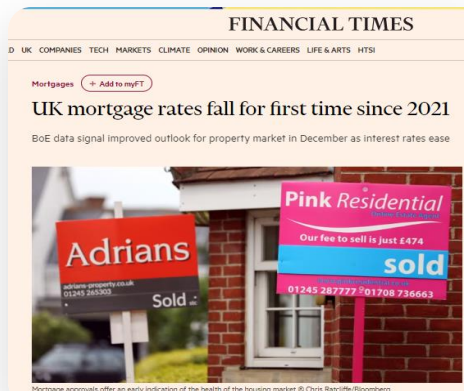 FINANCIAL TIMES
D UK COMPANIES TECH MARKETS CLIMATE OPINION WORK & CAREERS LIFE & ARTS HTSI
Mortgages + Add to myFT
UK mortgage rates fall for first time since 2021
BoE data signal improved outlook for property market in December as interest rates ease
Adrians
adrians-property.co.uk
01245 265303
Sold
Pink Residential
Our fee to sell is just £474
sold
01245 287777 01708 736663
Mortgage approvals offer an early indication of the health of the housing market © Chris Ratcliffe/Bloomberg